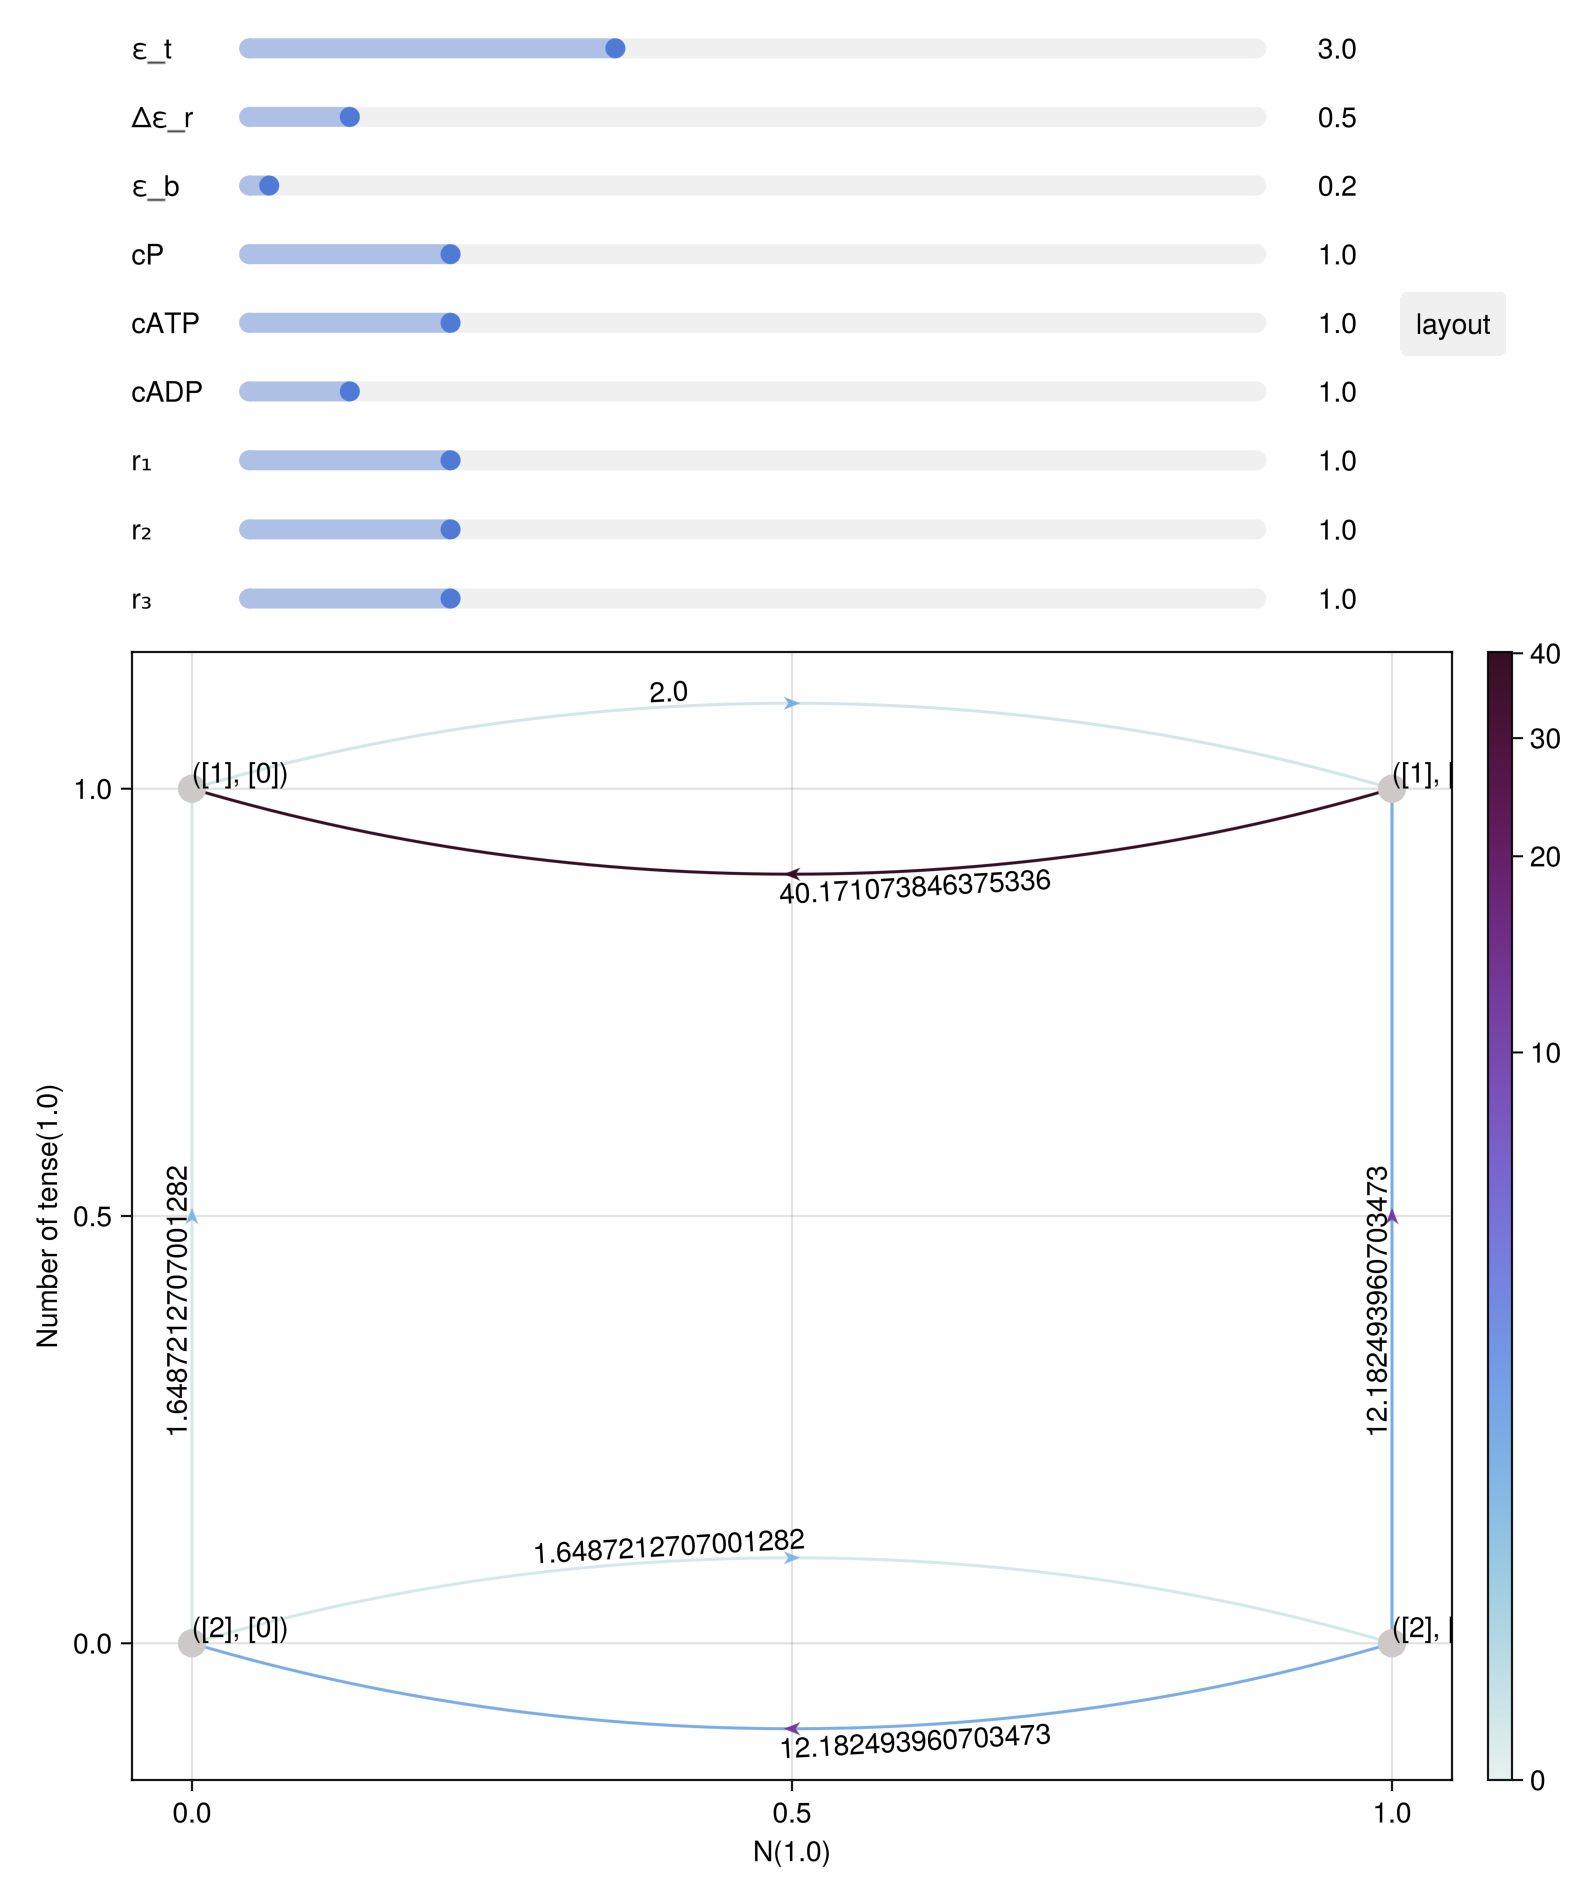 ε_t 3.0
Δε_r 0.5
ε_b 0.2
cP 1.0
cATP 1.0
layout
cADP 1.0
r₁ 1.0
r₂ 1.0
r₃ 1.0
2.0
([1], [0])
([1], [
40.171073846375336
1.6487212707001282
12.182493960703473
1.6487212707001282
([2], [0])
([2], [
12.182493960703473
1.0
0.5
0.0
Number of tense(1.0)
0.0
0.5
1.0
N(1.0)
40
30
20
10
0